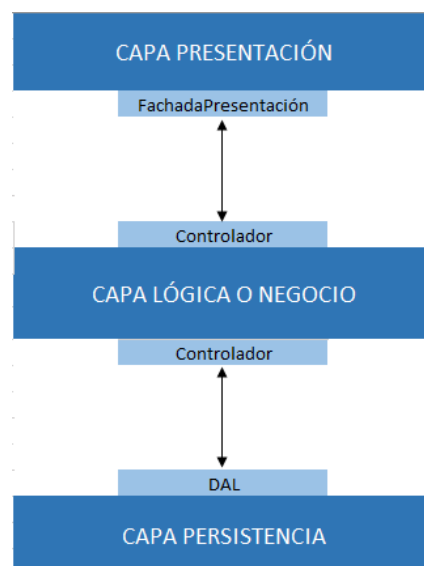 CAPA PRESENTACIÓN
FachadaPresentación
Controlador
CAPA LÓGICA O NEGOCIO
Controlador
DAL
CAPA PERSISTENCIA